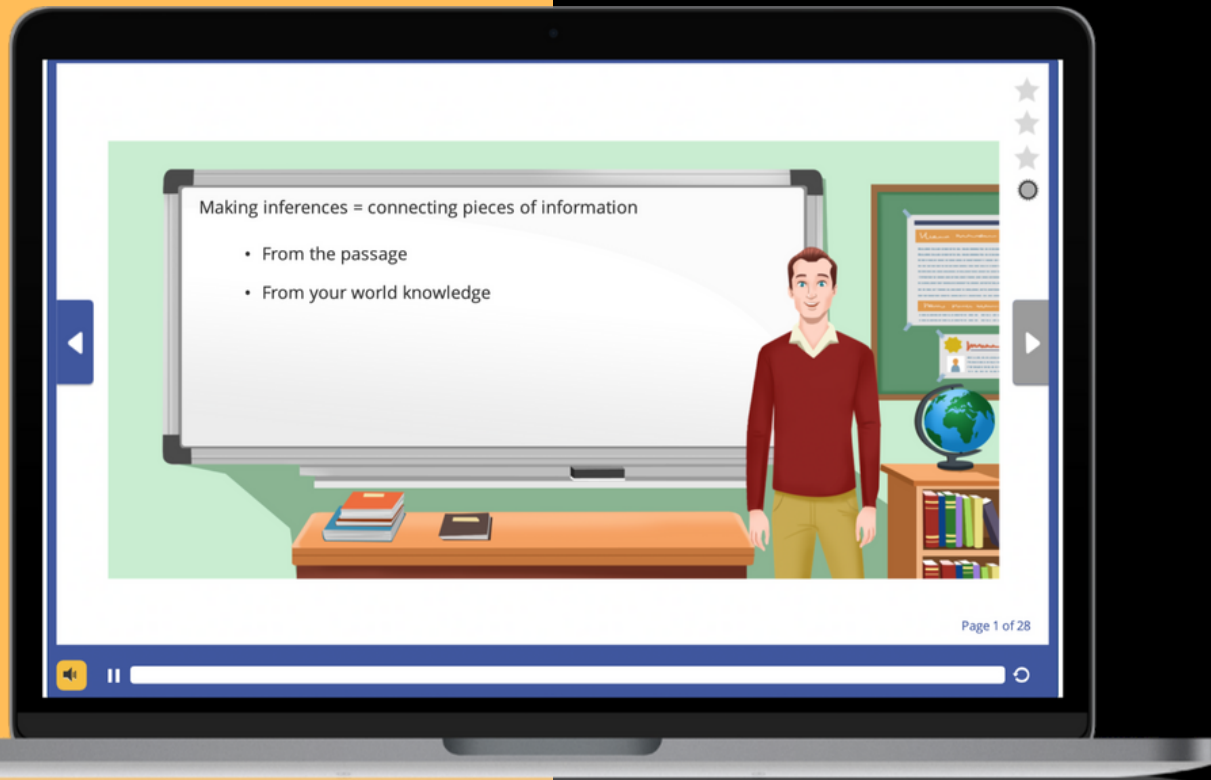 Making inferences = connecting pieces of information
• From the passage
• From your world knowledge
Page 1 of 28